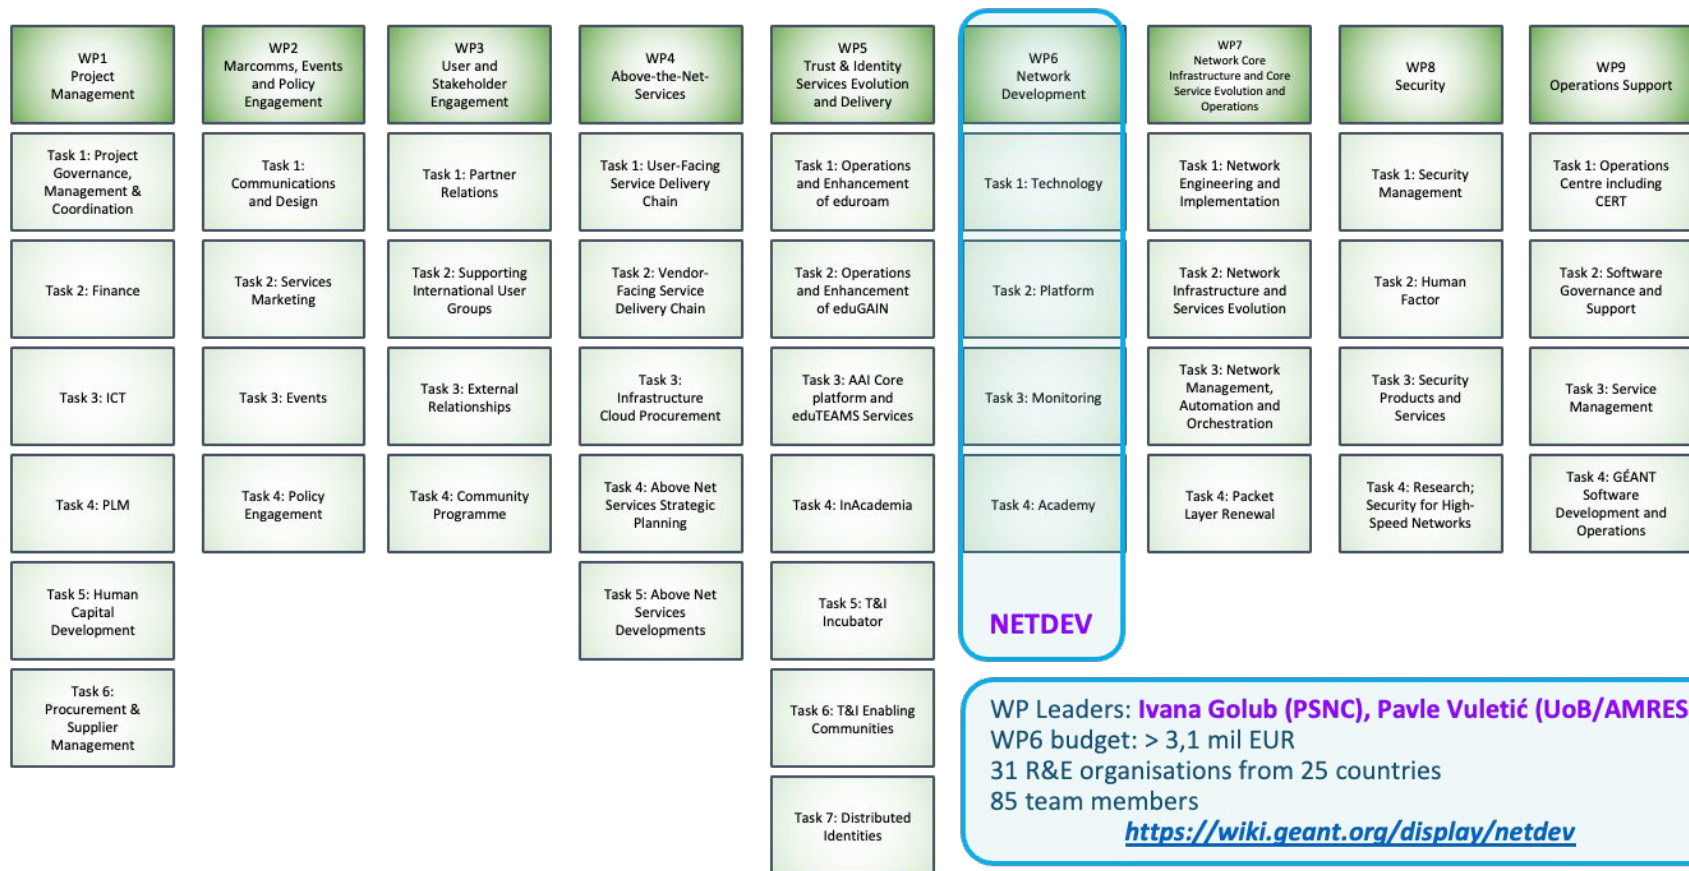 WP1
Project
Management
Task 1: Project
Governance,
Management &
Coordination
Task 2: Finance
Task 3: ICT
Task 4: PLM
Task 5: Human
Capital
Development
Task 6:
Procurement &
Supplier
Management
WP2
Marcomms, Events
and Policy
Engagement
Task 1:
Communications
and Design
Task 2: Services
Marketing
Task 3: Events
Task 4: Policy
Engagement
WP3
User and
Stakeholder
Engagement
Task 1: Partner
Relations
Task 2: Supporting
International User
Groups
Task 3: External
Relationships
Task 4: Community
Programme
WP4
Above-the-Net-
Services
Task 1: User-Facing
Service Delivery
Chain
Task 2: Vendor-
Facing Service
Delivery Chain
Task 3:
Infrastructure
Cloud Procurement
Task 4: Above Net
Services Strategic
Planning
Task 5: Above Net
Services
Developments
WP5
Trust & Identity
Services Evolution
and Delivery
Task 1: Operations
and Enhancement
of eduroam
Task 2: Operations
and Enhancement
of eduGAIN
Task 3: AAI Core
platform and
eduTEAMS Services
Task 4: InAcademia
Task 5: T&I
Incubator
Task 6: T&I Enabling
Communities
Task 7: Distributed
Identities
WP6
Network
Development
Task 1: Technology
Task 2: Platform
Task 3: Monitoring
Task 4: Academy
NETDEV
WP7
Network Core
Infrastructure and Core
Service Evolution and
Operations
Task 1: Network
Engineering and
Implementation
Task 2: Network
Infrastructure and
Services Evolution
Task 3: Network
Management,
Automation and
Orchestration
Task 4: Packet
Layer Renewal
WP8
Security
Task 1: Security
Management
Task 2: Human
Factor
Task 3: Security
Products and
Services
Task 4: Research;
Security for High-
Speed Networks
WP9
Operations Support
Task 1: Operations
Centre including
CERT
Task 2: Software
Governance and
Support
Task 3: Service
Management
Task 4: GÉANT
Software
Development and
Operations
WP Leaders: Ivana Golub (PSNC), Pavle Vuletić (UoB/AMRES
WP6 budget: > 3,1 mil EUR
31 R&E organisations from 25 countries
85 team members
https://wiki.geant.org/display/netdev